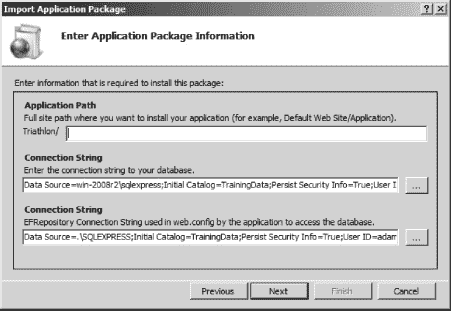 Import Application Package
Enter Application Package Information
Enter information that is required to install this package:
Application Path
Full site path where you want to install your application (for example, Default Web Site/Application).
Triathlon/
Connection String
Enter the connection string to your database.
Data Source=win-2008r2\sqlexpress;Initial Catalog=TrainingData;Persist Security Info=True;User I
...
Connection String
EFRepository Connection String used in web.config by the application to access the database.
Data Source=.\SQLEXPRESS;Initial Catalog=TrainingData;Persist Security Info=True;User ID=adam
...
Previous Next Finish Cancel